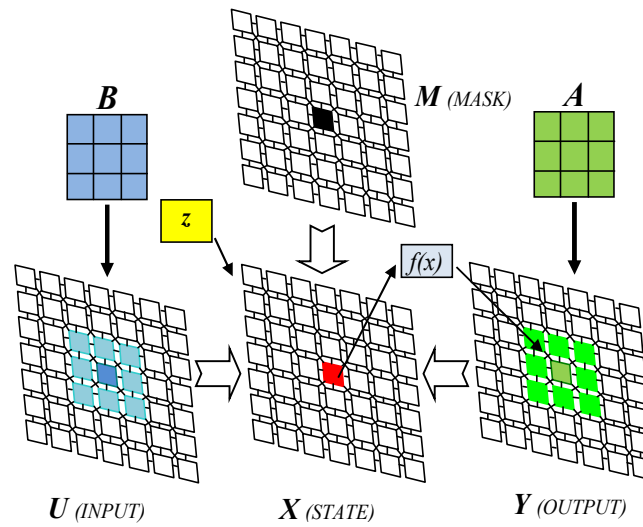 B
M (MASK)
A
z
f(x)
U (INPUT)
X (STATE)
Y (OUTPUT)